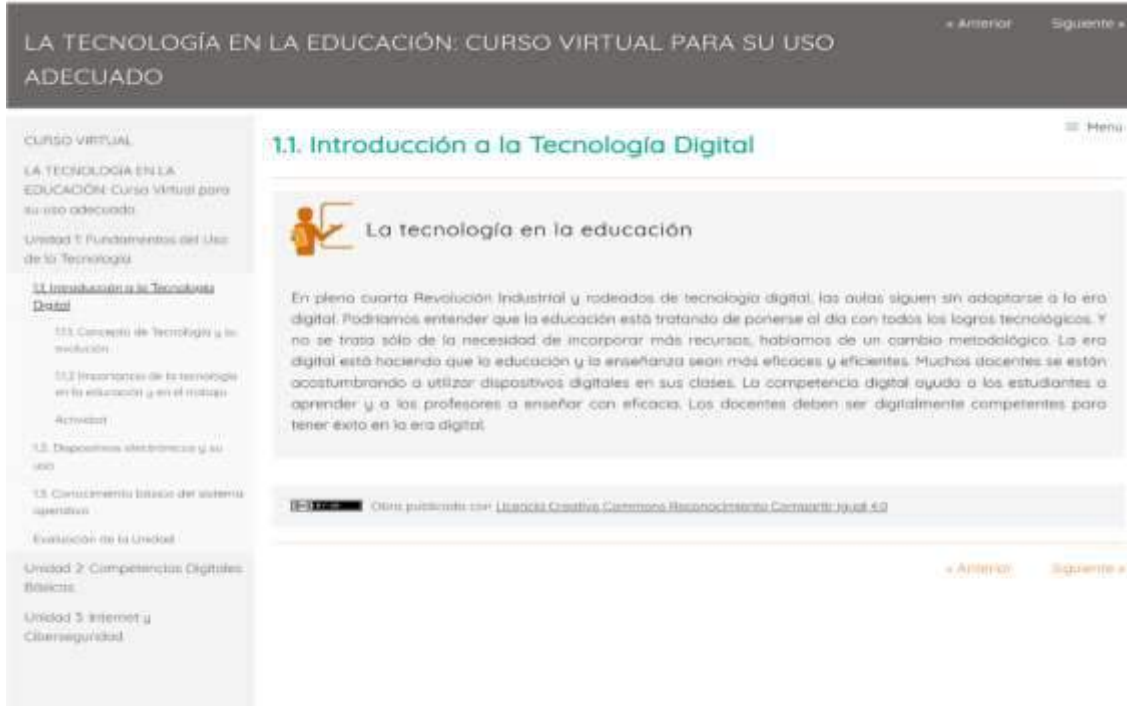 « Anterior Siguiente »
LA TECNOLOGÍA EN LA EDUCACIÓN: CURSO VIRTUAL PARA SU USO
ADECUADO
CURSO VIRTUAL
LA TECNOLOGÍA EN LA
EDUCACIÓN: Curso Virtual para
su uso adecuado
Unidad 1: Fundamentos del Uso
de la Tecnología
1.1. Introducción a la Tecnología
Digital
1.1.1. Concepto de Tecnología y su
evolución
1.1.2 Importancia de la tecnología
en la educación y en el trabajo
Actividad
1.2. Dispositivos electrónicos y su
uso
1.3. Conocimiento básico del sistema
operativo
Evaluación de la Unidad
Unidad 2: Competencias Digitales
Básicas
Unidad 3: Internet y
Ciberseguridad
Menú
1.1. Introducción a la Tecnología Digital
La tecnología en la educación
En plena cuarta Revolución Industrial y rodeados de tecnología digital, las aulas siguen sin adaptarse a la era
digital. Podríamos entender que la educación está tratando de ponerse al día con todos los logros tecnológicos. Y
no se trata sólo de la necesidad de incorporar más recursos, hablamos de un cambio metodológico. La era
digital está haciendo que la educación y la enseñanza sean más eficaces y eficientes. Muchos docentes se están
acostumbrando a utilizar dispositivos digitales en sus clases. La competencia digital ayuda a los estudiantes a
aprender y a los profesores a enseñar con eficacia. Los docentes deben ser digitalmente competentes para
tener éxito en la era digital.
Obra publicada con Licencia Creative Commons Reconocimiento Compartir igual 4.0
« Anterior Siguiente »